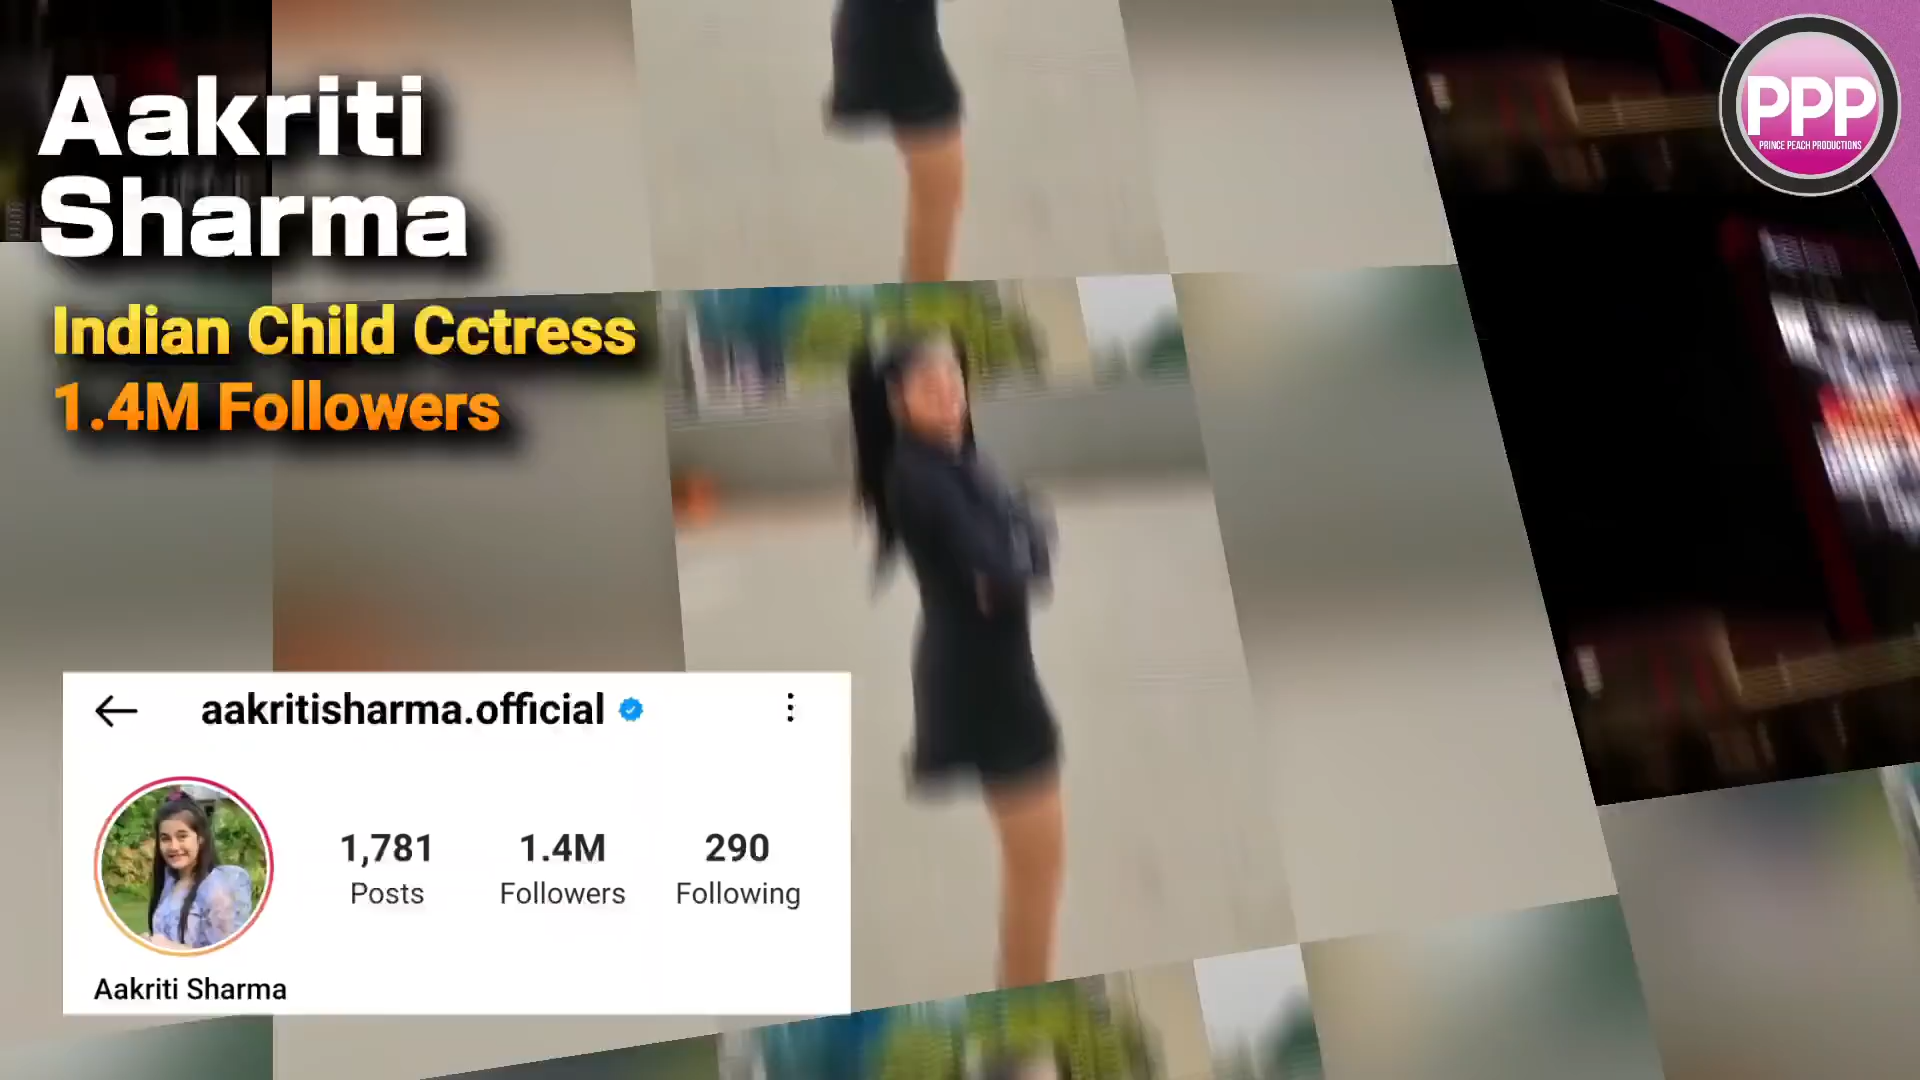 Aakriti
Sharma
Indian Child Cctress
1.4M Followers
PPP
PRINCE PEACH PRODUCTIONS
aakritisharma.official
1,781
1.4M
290
Posts
Followers
Following
Aakriti Sharma